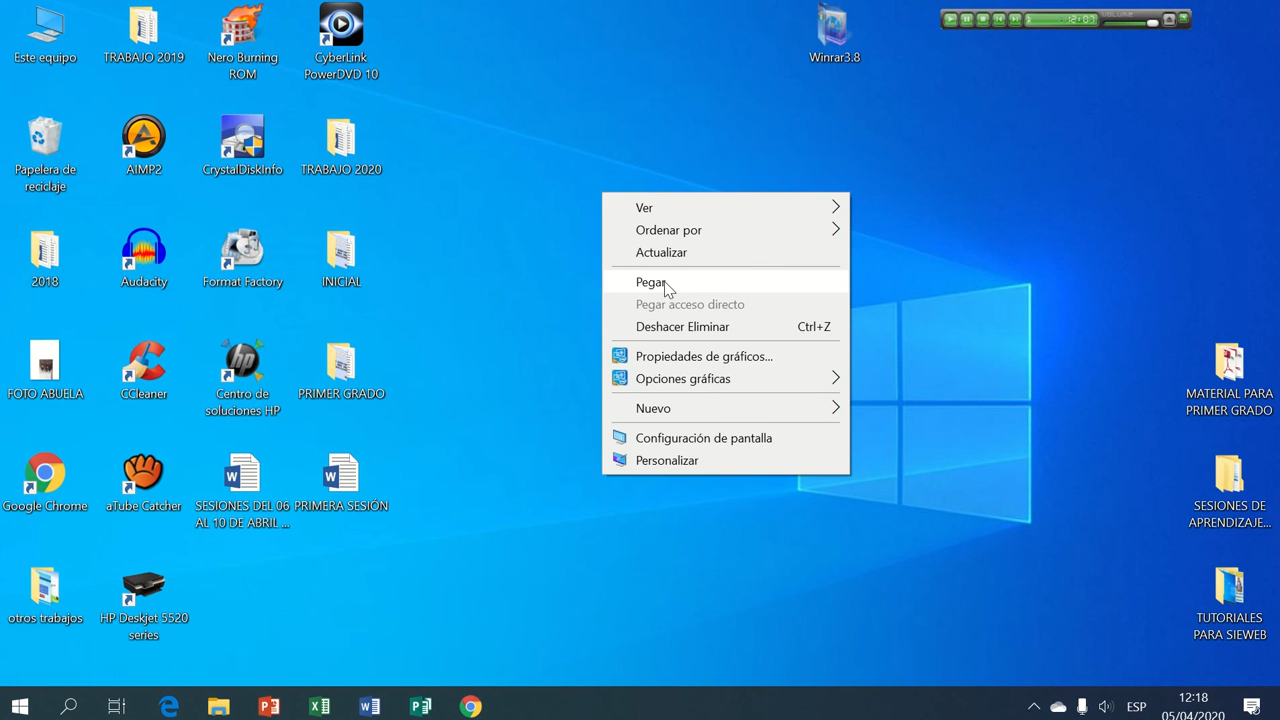 Este equipo
TRABAJO 2019
Nero Burning
ROM
CyberLink
PowerDVD 10
Winrar3.8
12:07
VOLUME
Papelera de
reciclaje
AIMP2
CrystalDiskInfo
TRABAJO 2020
2018
Audacity
Format Factory
INICIAL
FOTO ABUELA
CCleaner
Centro de
soluciones HP
PRIMER GRADO
Google Chrome
aTube Catcher
SESIONES DEL 06
AL 10 DE ABRIL ...
PRIMERA SESIÓN
otros trabajos
HP Deskjet 5520
series
Ver
Ordenar por
Actualizar
Pegar
Pegar acceso directo
Deshacer Eliminar Ctrl+Z
Propiedades de gráficos...
Opciones gráficas
Nuevo
Configuración de pantalla
Personalizar
MATERIAL PARA
PRIMER GRADO
SESIONES DE
APRENDIZAJE...
TUTORIALES
PARA SIEWEB
ESP
12:18
05/04/2020